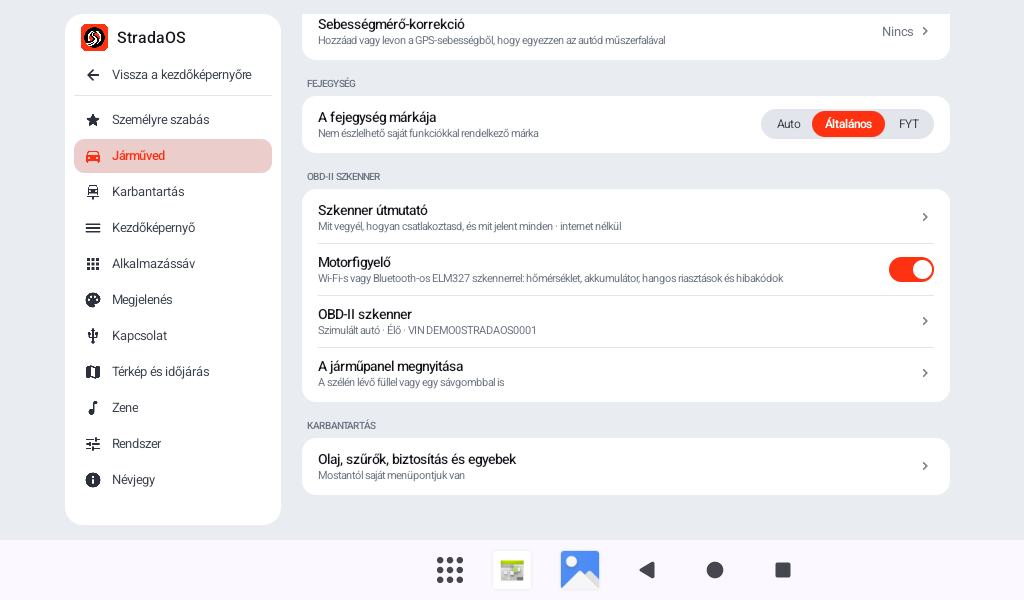 StradaOS
Vissza a kezdőképernyőre
Személyre szabás
Járműved
Karbantartás
Kezdőképernyő
Alkalmazássáv
Megjelenés
Kapcsolat
Térkép és időjárás
Zene
Rendszer
Névjegy
Sebességmérő-korrekció
Hozzáad vagy levon a GPS-sebességből, hogy egyezzen az autód műszerfalával
Nincs
FEJEGYSÉG
A fejegység márkája
Nem észlelhető saját funkciókkal rendelkező márka
Auto
Általános
FYT
OBD-II SZKENNER
Szkenner útmutató
Mit vegyél, hogyan csatlakoztasd, és mit jelent minden · internet nélkül
Motorfigyelő
Wi-Fi-s vagy Bluetooth-os ELM327 szkennerrel: hőmérséklet, akkumulátor, hangos riasztások és hibakódok
OBD-II szkenner
Szimulált autó · Élő · VIN DEMO0STRADAOS0001
A járműpanel megnyitása
A szélén lévő füllel vagy egy sávgombbal is
KARBANTARTÁS
Olaj, szűrők, biztosítás és egyebek
Mostantól saját menüpontjuk van